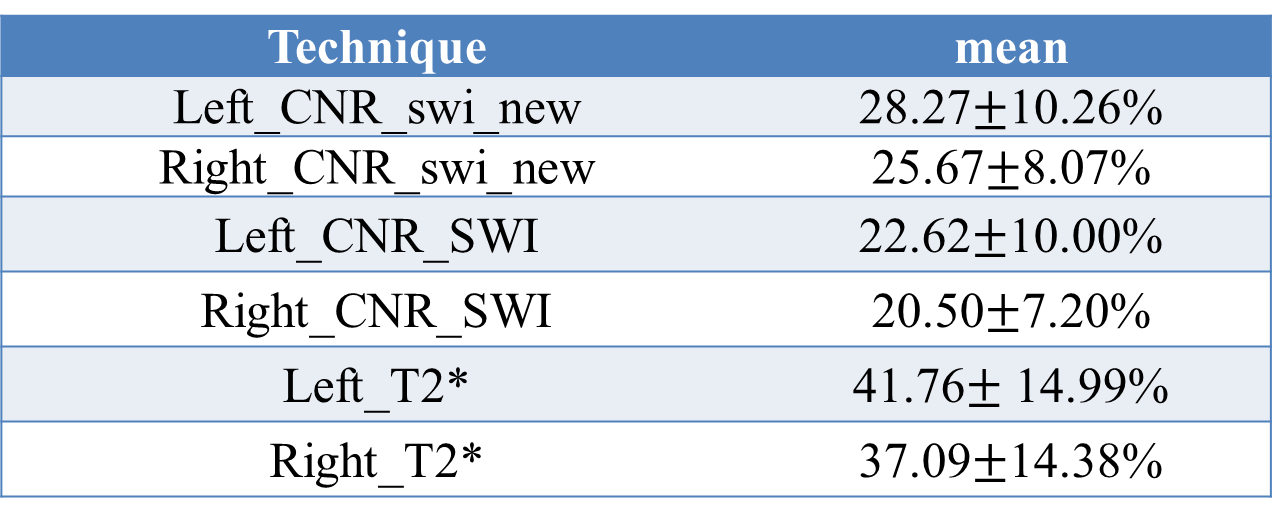 Technique mean
Left_CNR_swi_new 28.27±10.26%
Right_CNR_swi_new 25.67±8.07%
Left_CNR_SWI 22.62±10.00%
Right_CNR_SWI 20.50±7.20%
Left_T2* 41.76± 14.99%
Right_T2* 37.09±14.38%